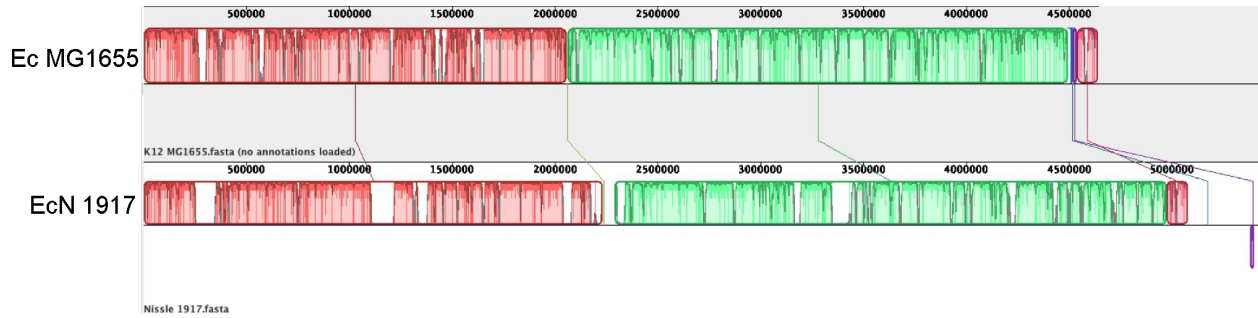 500000 1000000 1500000 2000000 2500000 3000000 3500000 4000000 4500000
Ec MG1655
K12 MG1655.fasta (no annotations loaded)
500000 1000000 1500000 2000000 2500000 3000000 3500000 4000000 4500000 5000000
EcN 1917
Nissle 1917.fasta